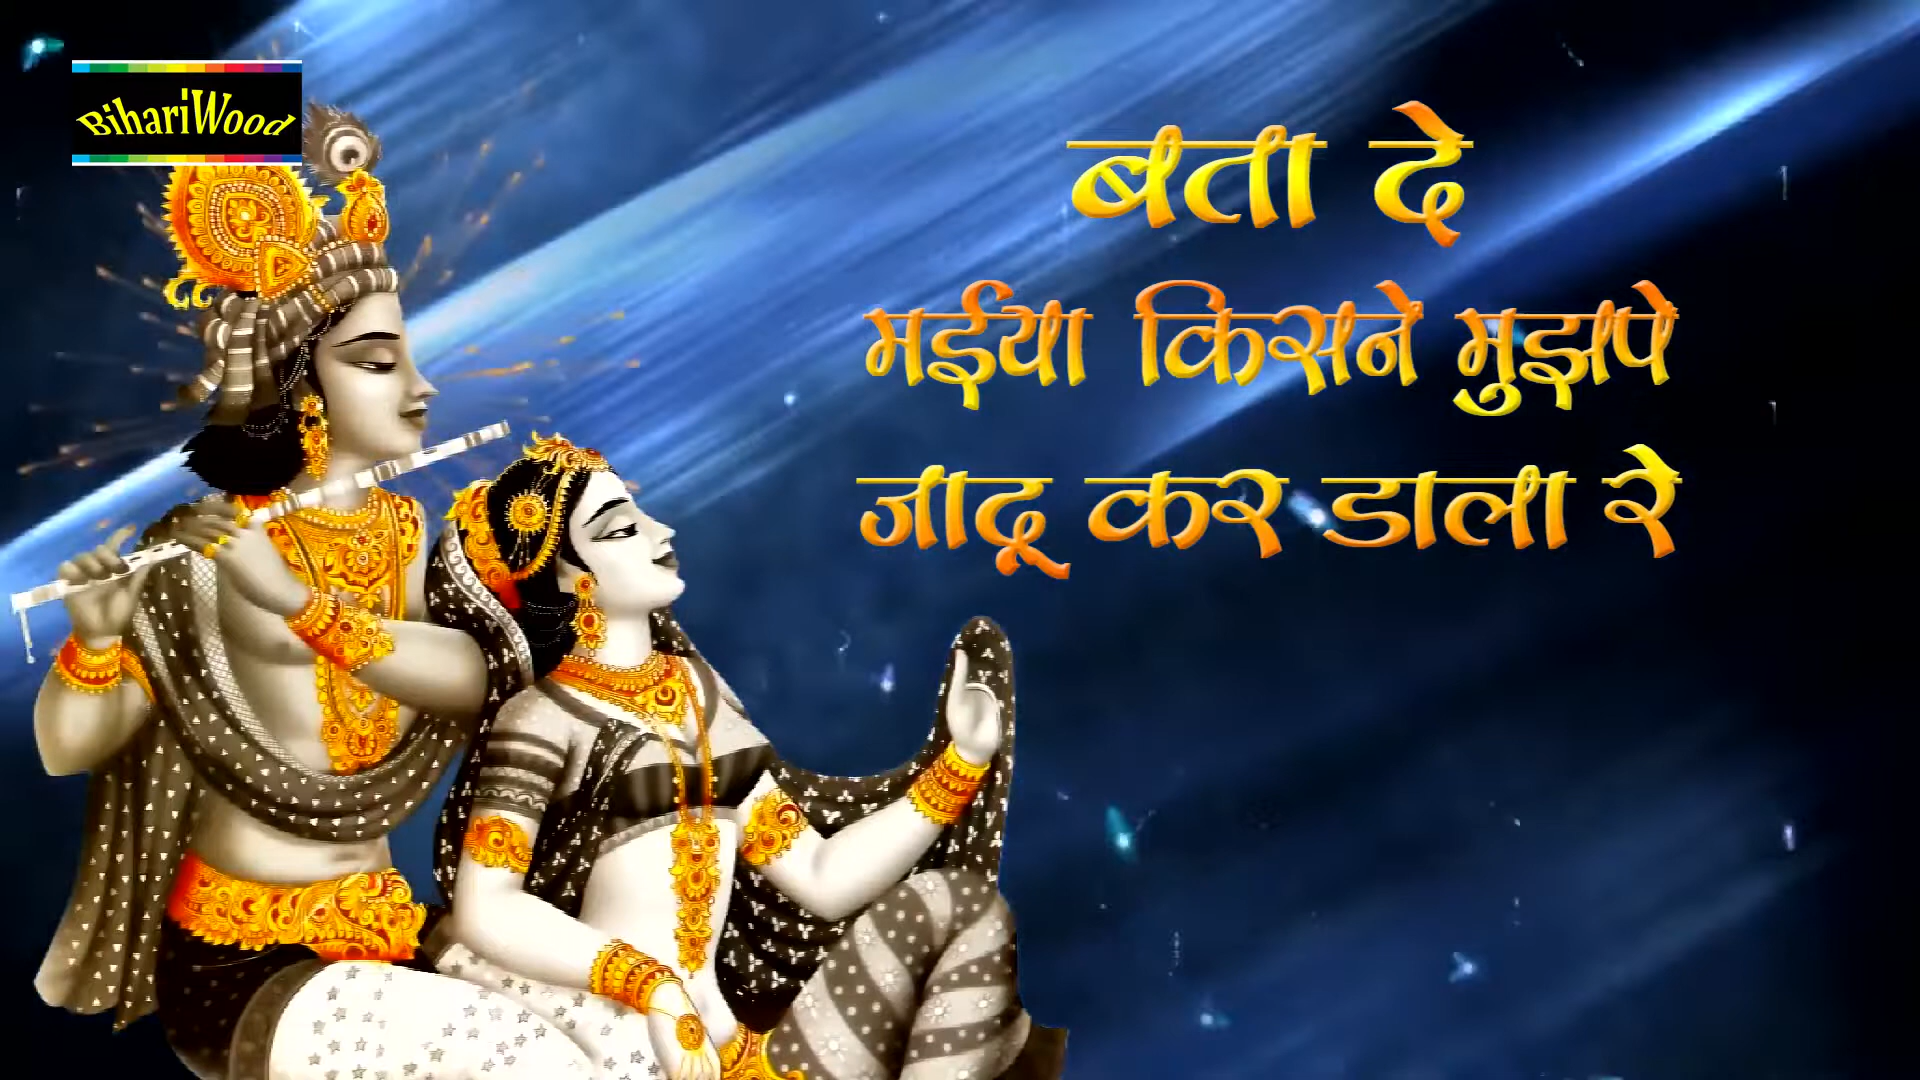 BihariWood
बता दे
मईया किसने मुझपे
जादू कर डाला रे